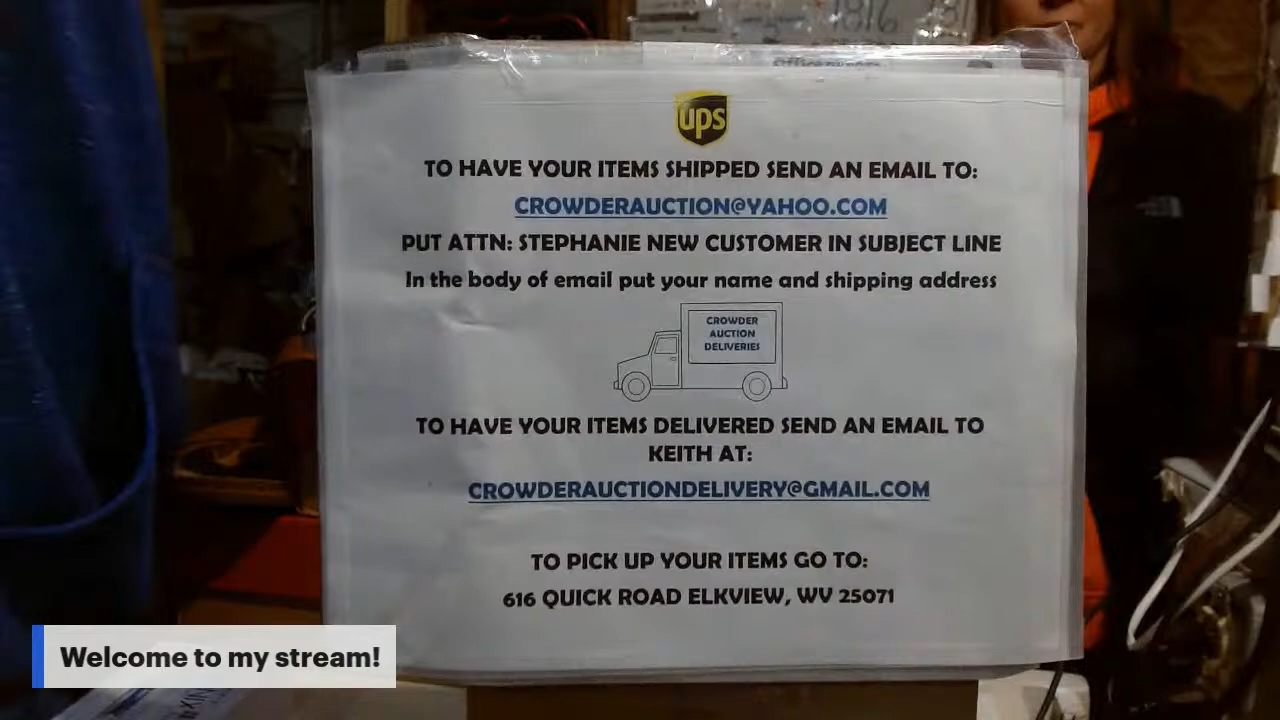 ups
TO HAVE YOUR ITEMS SHIPPED SEND AN EMAIL TO:
CROWDERAUCTION@YAHOO.COM
PUT ATTN: STEPHANIE NEW CUSTOMER IN SUBJECT LINE
In the body of email put your name and shipping address
CROWDER
AUCTION
DELIVERIES
TO HAVE YOUR ITEMS DELIVERED SEND AN EMAIL TO
KEITH AT:
CROWDERAUCTIONDELIVERY@GMAIL.COM
TO PICK UP YOUR ITEMS GO TO:
616 QUICK ROAD ELKVIEW, WV 25071
Welcome to my stream!